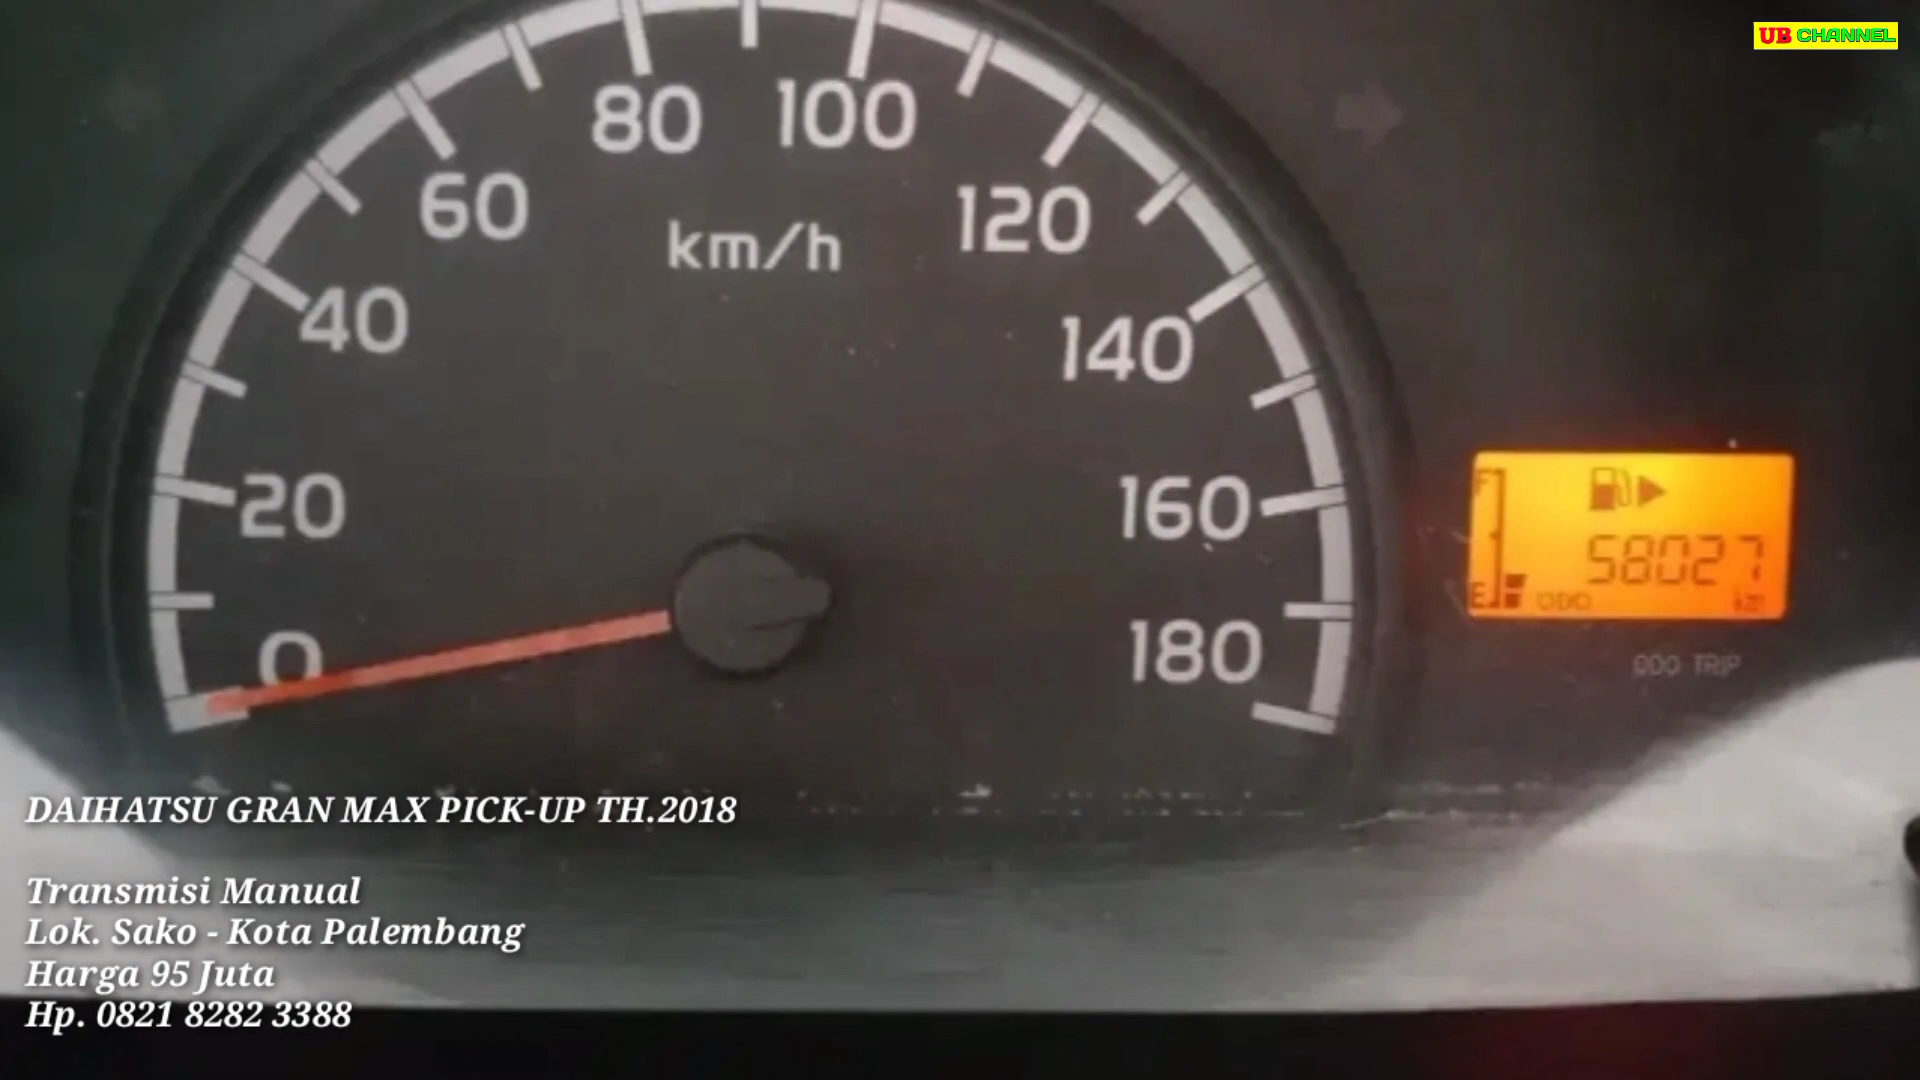 UB CHANNEL
80 100
60 120
km/h
40 140
20 160
0 180
F
58027
E ODO km
ODO TRIP
DAIHATSU GRAN MAX PICK-UP TH.2018
Transmisi Manual
Lok. Sako - Kota Palembang
Harga 95 Juta
Hp. 0821 8282 3388